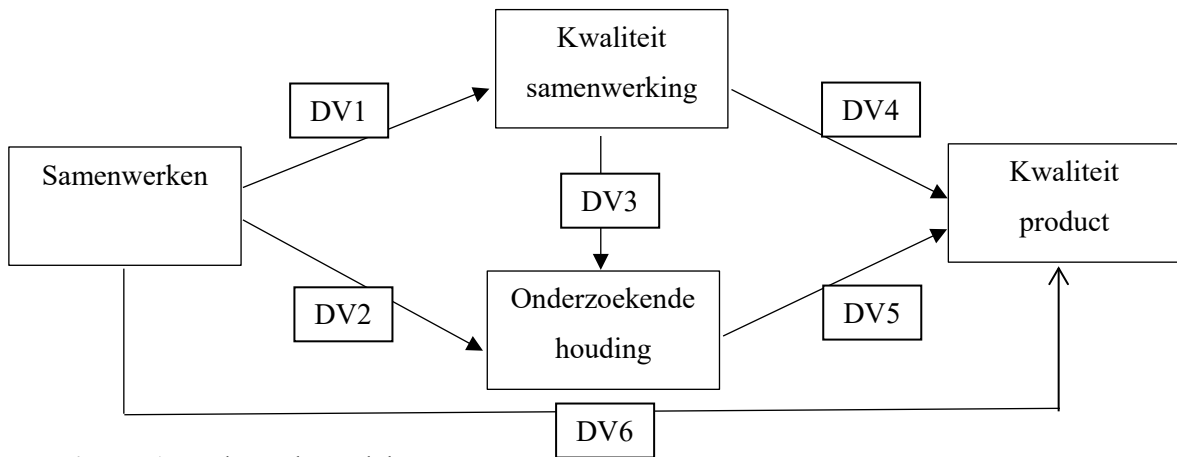 Kwaliteit
samenwerking
DV1
DV4
Samenwerken
Kwaliteit
product
DV3
Onderzoekende
houding
DV2
DV5
DV6